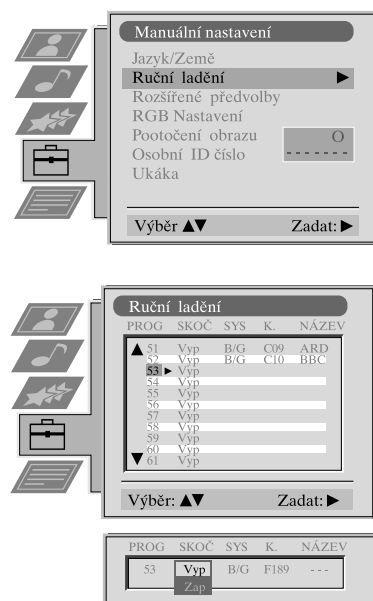 Manuální nastavení
Jazyk/Země
Ruční ladění ▶
Rozšířené předvolby
RGB Nastavení
Pootočení obrazu O
Osobní ID číslo - - - - - - -
Ukáka
Výběr ▲▼ Zadat: ▶
Ruční ladění
PROG SKOČ SYS K. NÁZEV
▲ 51 Vyp B/G C09 ARD
52 Vyp B/G C10 BBC
53 ▶ Vyp
54 Vyp
55 Vyp
56 Vyp
57 Vyp
58 Vyp
59 Vyp
60 Vyp
▼ 61 Vyp
Výběr: ▲▼ Zadat: ▶
PROG SKOČ SYS K. NÁZEV
53 Vyp B/G F189 - - -
Zap